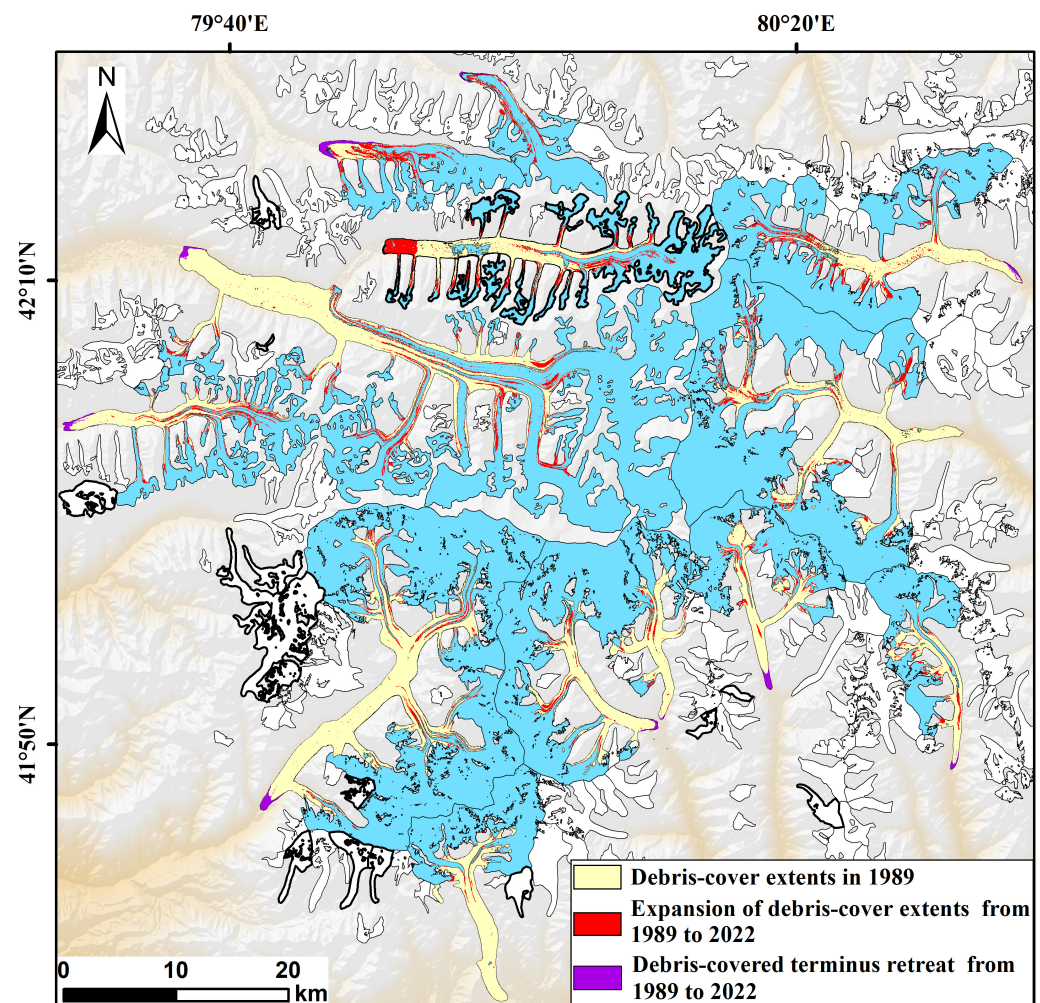 79°40'E
80°20'E
N
42°10'N
41°50'N
Debris-cover extents in 1989
Expansion of debris-cover extents from
1989 to 2022
Debris-covered terminus retreat from
1989 to 2022
0 10 20
km